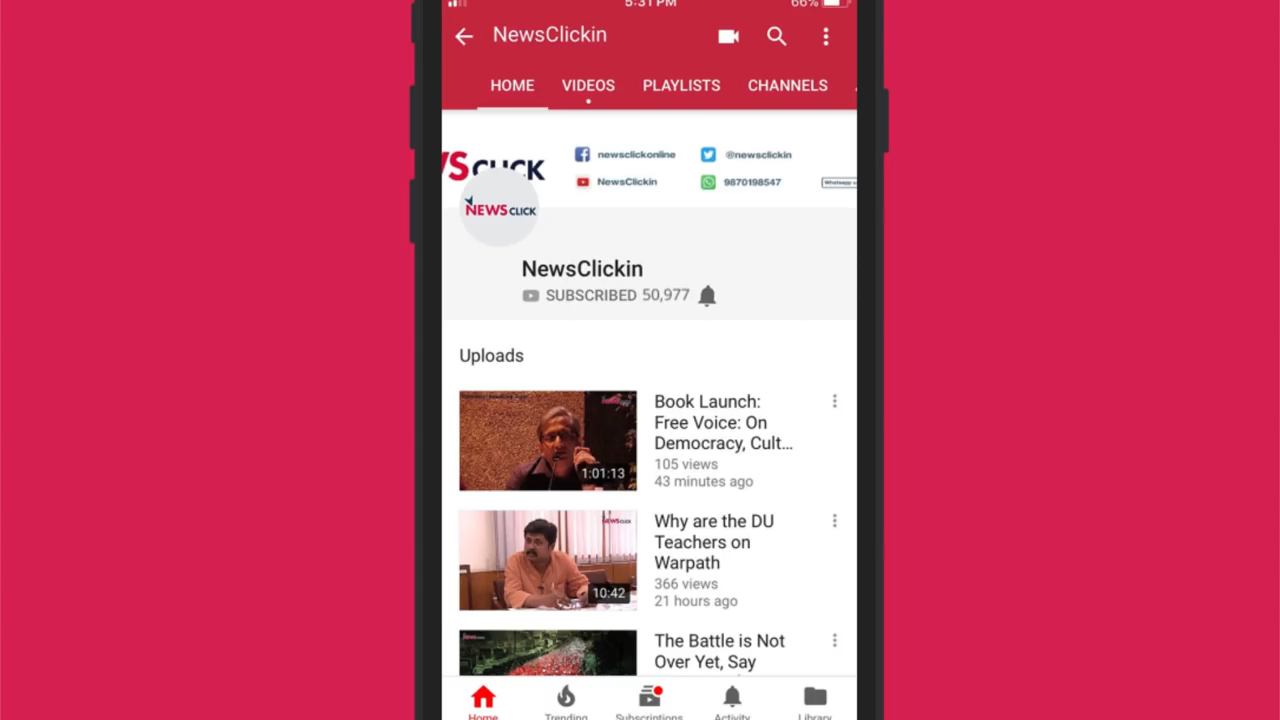 5:31 PM
66%
NewsClickin
HOME VIDEOS PLAYLISTS CHANNELS
CLICK
newsclickonline
@newsclickin
NewsClickin
9870198547
Whatsapp
NEWS CLICK
NewsClickin
SUBSCRIBED 50,977
Uploads
Book Launch:
Free Voice: On
Democracy, Cult...
105 views
43 minutes ago
1:01:13
Why are the DU
Teachers on
Warpath
366 views
21 hours ago
NEWSCLICK
10:42
The Battle is Not
Over Yet, Say
Home Trending Subscriptions Activity Library